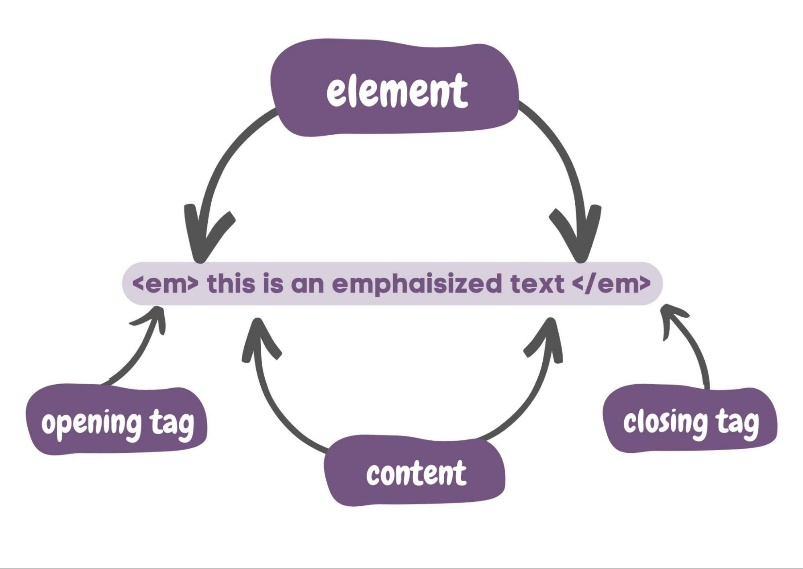 element
<em> this is an emphaisized text </em>
opening tag
closing tag
content